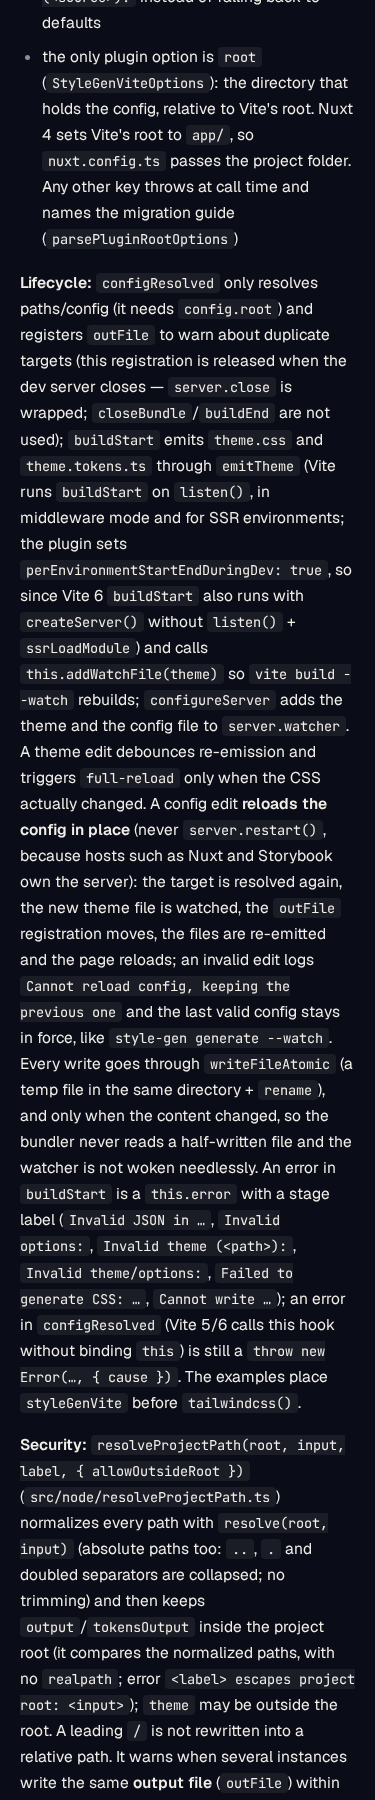 defaults
• the only plugin option is root
( StyleGenViteOptions ): the directory that
holds the config, relative to Vite's root. Nuxt
4 sets Vite's root to app/ , so
nuxt.config.ts passes the project folder.
Any other key throws at call time and
names the migration guide
( parsePluginRootOptions )
Lifecycle: configResolved only resolves
paths/config (it needs config.root ) and
registers outFile to warn about duplicate
targets (this registration is released when the
dev server closes — server.close is
wrapped; closeBundle / buildEnd are not
used); buildStart emits theme.css and
theme.tokens.ts through emitTheme (Vite
runs buildStart on listen() , in
middleware mode and for SSR environments;
the plugin sets
perEnvironmentStartEndDuringDev: true , so
since Vite 6 buildStart also runs with
createServer() without listen() +
ssrLoadModule ) and calls
this.addWatchFile(theme) so vite build -
-watch rebuilds; configureServer adds the
theme and the config file to server.watcher .
A theme edit debounces re-emission and
triggers full-reload only when the CSS
actually changed. A config edit reloads the
config in place (never server.restart() ,
because hosts such as Nuxt and Storybook
own the server): the target is resolved again,
the new theme file is watched, the outFile
registration moves, the files are re-emitted
and the page reloads; an invalid edit logs
Cannot reload config, keeping the
previous one and the last valid config stays
in force, like style-gen generate --watch .
Every write goes through writeFileAtomic (a
temp file in the same directory + rename ),
and only when the content changed, so the
bundler never reads a half-written file and the
watcher is not woken needlessly. An error in
buildStart is a this.error with a stage
label ( Invalid JSON in … , Invalid
options: , Invalid theme (<path>): ,
Invalid theme/options: , Failed to
generate CSS: … , Cannot write … ); an error
in configResolved (Vite 5/6 calls this hook
without binding this ) is still a throw new
Error(…, { cause }) . The examples place
styleGenVite before tailwindcss() .
Security: resolveProjectPath(root, input,
label, { allowOutsideRoot })
( src/node/resolveProjectPath.ts )
normalizes every path with resolve(root,
input) (absolute paths too: .. , . and
doubled separators are collapsed; no
trimming) and then keeps
output / tokensOutput inside the project
root (it compares the normalized paths, with
no realpath ; error <label> escapes project
root: <input> ); theme may be outside the
root. A leading / is not rewritten into a
relative path. It warns when several instances
write the same output file ( outFile ) within